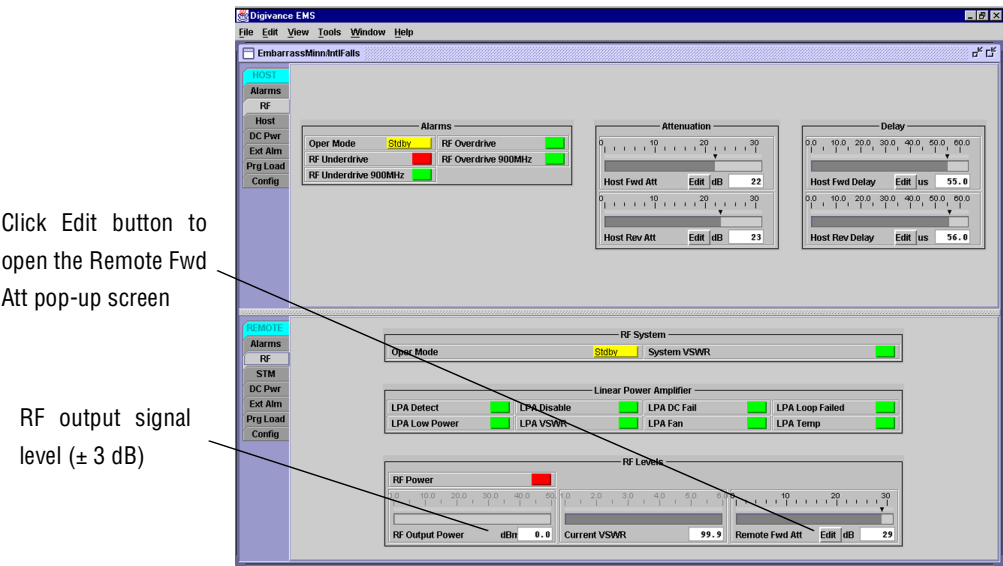 Digivance EMS
File Edit View Tools Window Help
EmbarrassMinn/IntlFalls
HOST
Alarms
RF
Host
DC Pwr
Ext Alm
Prg Load
Config
Alarms
Oper Mode Stdby RF Overdrive
RF Underdrive RF Overdrive 900MHz
RF Underdrive 900MHz
Attenuation
0 10 20 30
Host Fwd Att Edit dB 22
0 10 20 30
Host Rev Att Edit dB 23
Delay
0.0 10.0 20.0 30.0 40.0 50.0 60.0
Host Fwd Delay Edit us 55.0
0.0 10.0 20.0 30.0 40.0 50.0 60.0
Host Rev Delay Edit us 56.0
Click Edit button to
open the Remote Fwd
Att pop-up screen
REMOTE
Alarms
RF
STM
DC Pwr
Ext Alm
Prg Load
Config
RF System
Oper Mode Stdby System VSWR
Linear Power Amplifier
LPA Detect LPA Disable LPA DC Fail LPA Loop Failed
LPA Low Power LPA VSWR LPA Fan LPA Temp
RF output signal
level (± 3 dB)
RF Levels
RF Power
10.0 20.0 30.0 40.0 50.
RF Output Power dBm 0.0
1.0 2.0 3.0 4.0 5.0
Current VSWR 99.9
10 20 30
Remote Fwd Att Edit dB 29